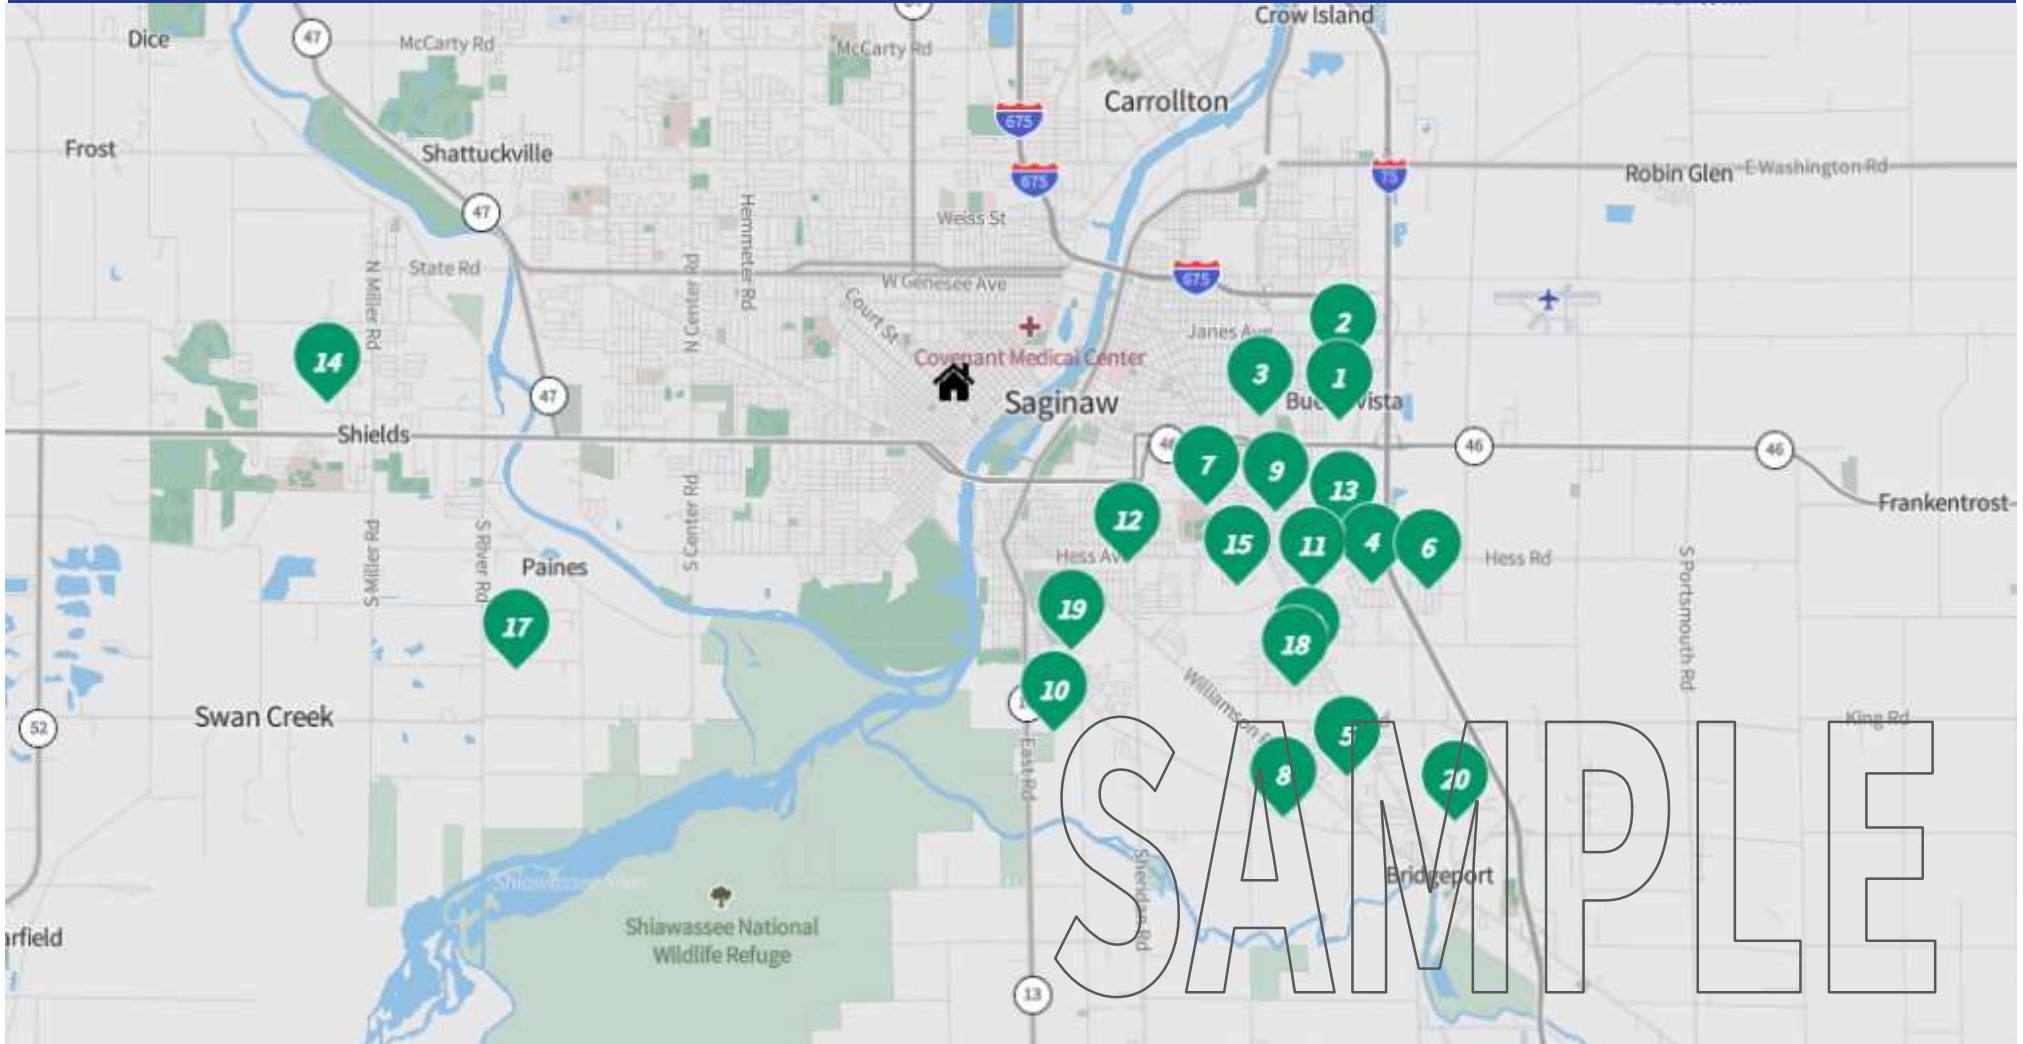 Crow Island
Dice
47
McCarty Rd
McCarty Rd
Carrollton
675
Frost
Shattuckville
675
75
Robin Glen
E Washington Rd
47
Weiss St
Hemmeter Rd
State Rd
N Miller Rd
N Center Rd
W Genesee Ave
675
Court St
Janes Ave
2
14
Covenant Medical Center
3
1
47
Saginaw
Shields
46
46
46
7
9
13
Frankentrost
12
S Center Rd
S Miller Rd
S River Rd
Paines
Hess Av
15
11
4
6
Hess Rd
S Portsmouth Rd
19
17
18
10
Williamson
Swan Creek
52
5
King Rd
East Rd
8
20
SAMPLE
Bridgeport
Sheridan Rd
Shiawassee River
Shiawassee National
Wildlife Refuge
arfield
13